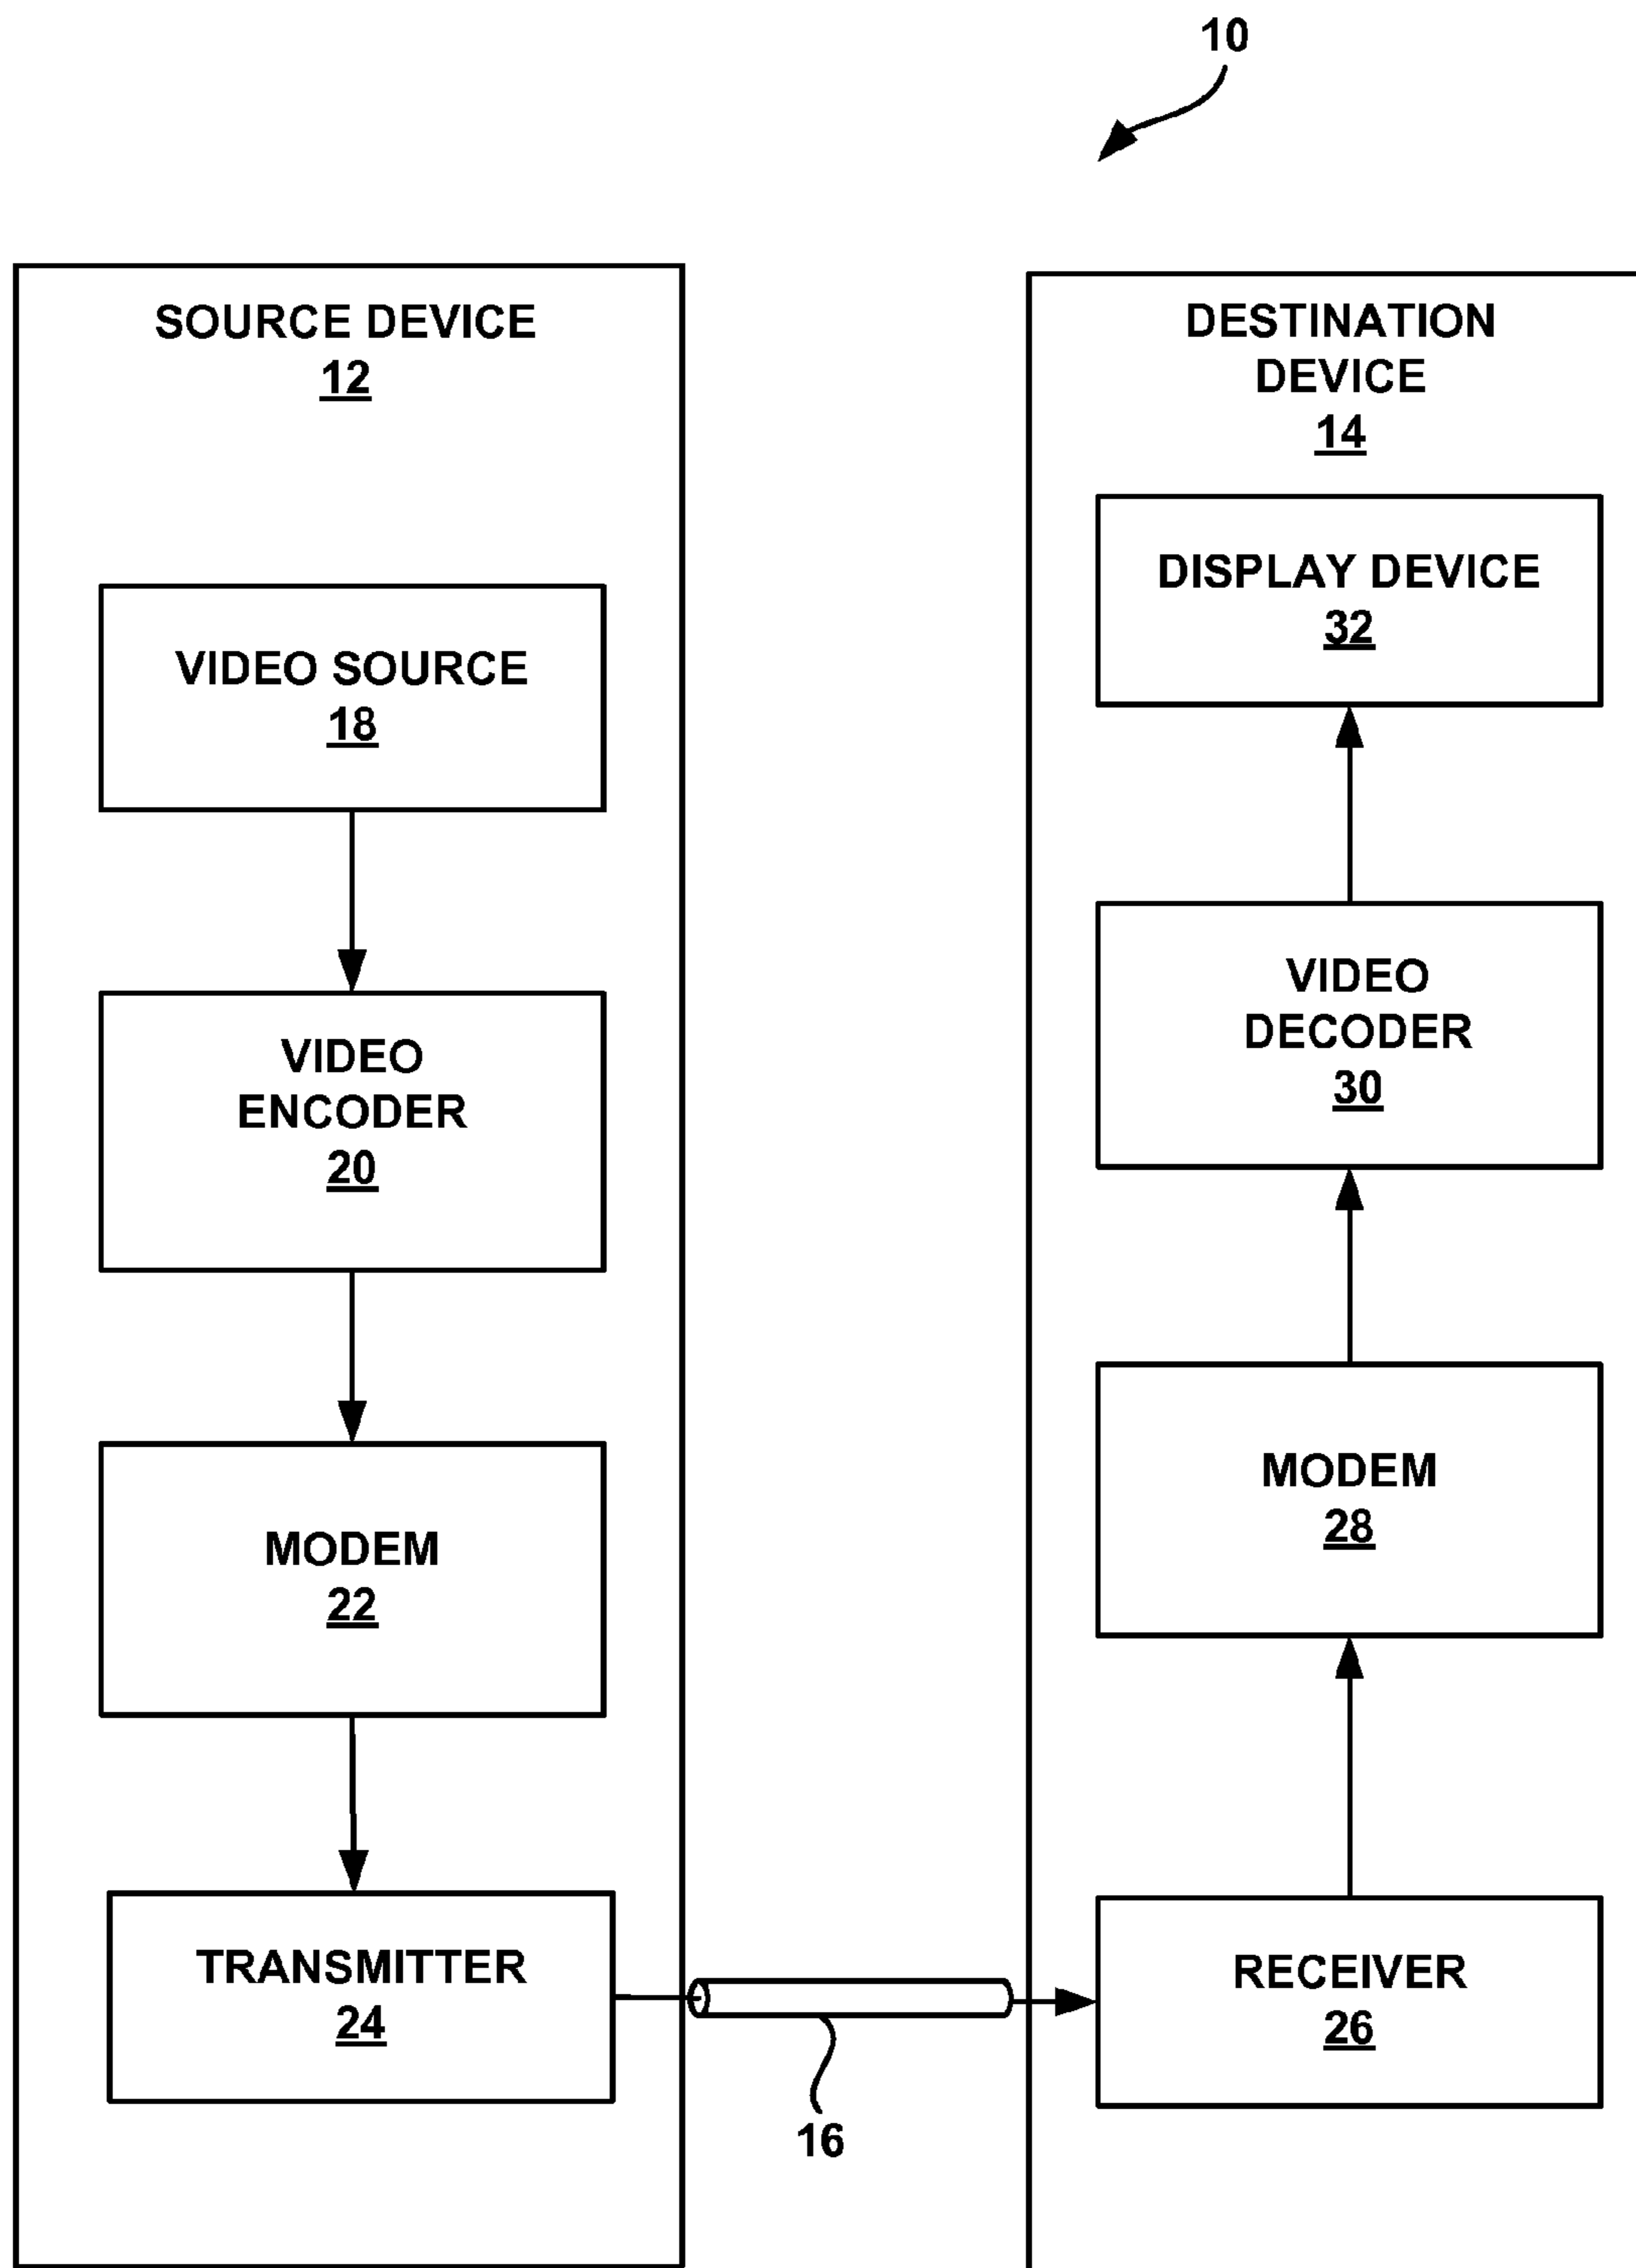 10
SOURCE DEVICE
12
VIDEO SOURCE
18
VIDEO
ENCODER
20
MODEM
22
TRANSMITTER
24
16
DESTINATION
DEVICE
14
DISPLAY DEVICE
32
VIDEO
DECODER
30
MODEM
28
RECEIVER
26